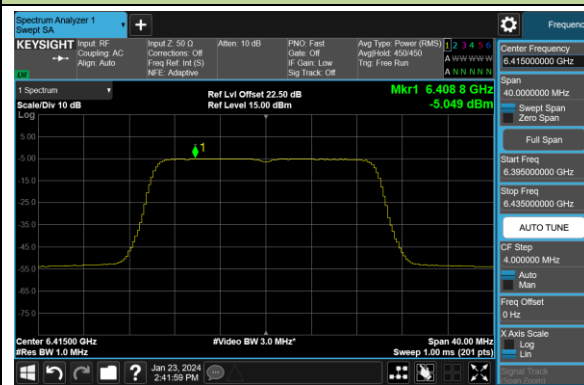 Spectrum Analyzer 1
Swept SA
Frequenc
KEYSIGHT
Input: RF
Coupling: AC
Align: Auto
Input Z: 50 Ω
Corrections: Off
Freq Ref: Int (S)
NFE: Adaptive
Atten: 10 dB
PNO: Fast
Gate: Off
IF Gain: Low
Sig Track: Off
Avg Type: Power (RMS)
Avg|Hold: 450/450
Trig: Free Run
1 2 3 4 5 6
A W W W W W
A N N N N N
1 Spectrum
Scale/Div 10 dB
Log
Ref Lvl Offset 22.50 dB
Ref Level 15.00 dBm
Mkr1 6.408 8 GHz
-5.049 dBm
5.00
-5.00
-15.0
-25.0
-35.0
-45.0
-55.0
-65.0
-75.0
1
Center 6.41500 GHz
#Res BW 1.0 MHz
#Video BW 3.0 MHz*
Span 40.00 MHz
Sweep 1.00 ms (201 pts)
Jan 23, 2024
2:41:59 PM
Center Frequency
6.415000000 GHz
Span
40.0000000 MHz
Swept Span
Zero Span
Full Span
Start Freq
6.395000000 GHz
Stop Freq
6.435000000 GHz
AUTO TUNE
CF Step
4.000000 MHz
Auto
Man
Freq Offset
0 Hz
X Axis Scale
Log
Lin
Signal Track
(Span Zoom)